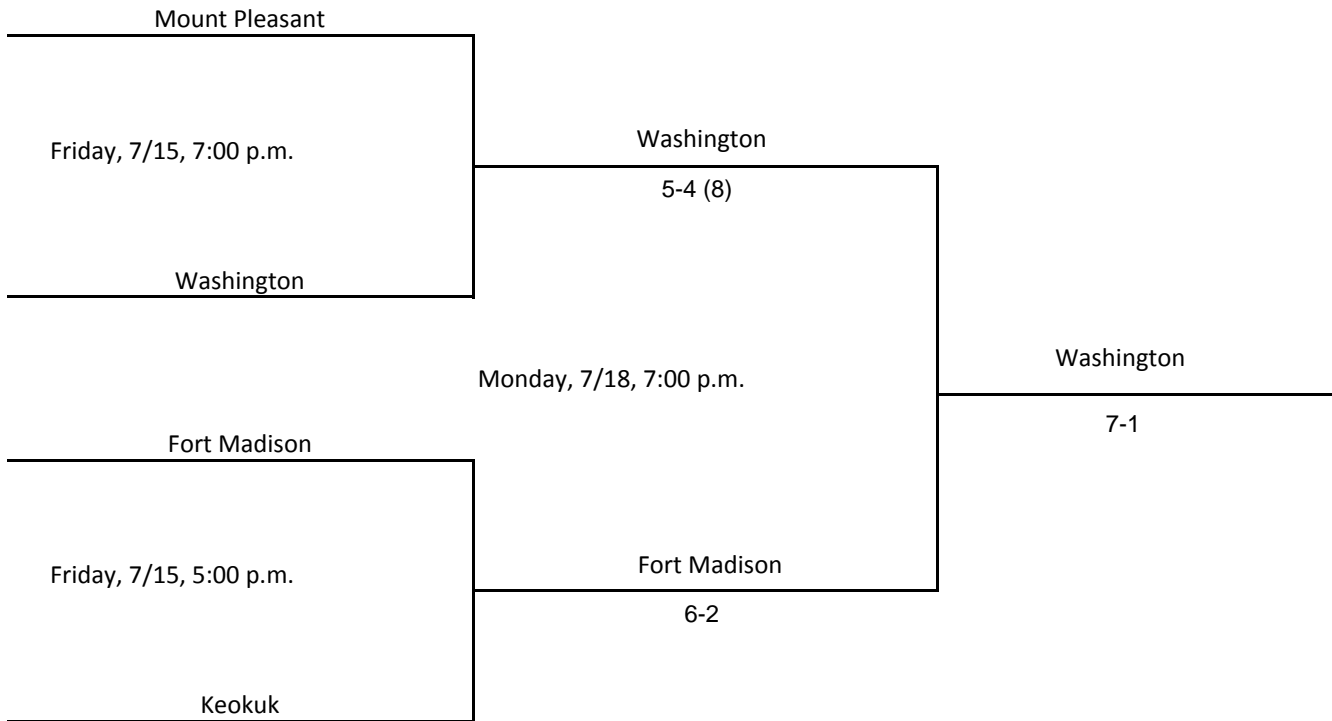 Mount Pleasant
Friday, 7/15, 7:00 p.m.
Washington
5-4 (8)
Washington
Monday, 7/18, 7:00 p.m.
Washington
7-1
Fort Madison
Friday, 7/15, 5:00 p.m.
Fort Madison
6-2
Keokuk